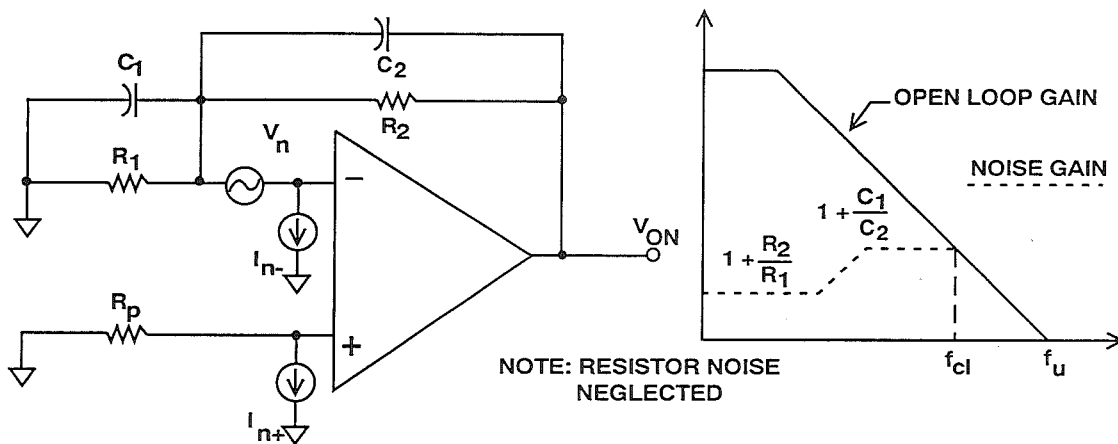 C1
C2
R2
R1
Vn
−
In-
VON
Rp
+
In+
NOTE: RESISTOR NOISE
NEGLECTED
OPEN LOOP GAIN
NOISE GAIN
1 + C1/C2
1 + R2/R1
fcl
fu